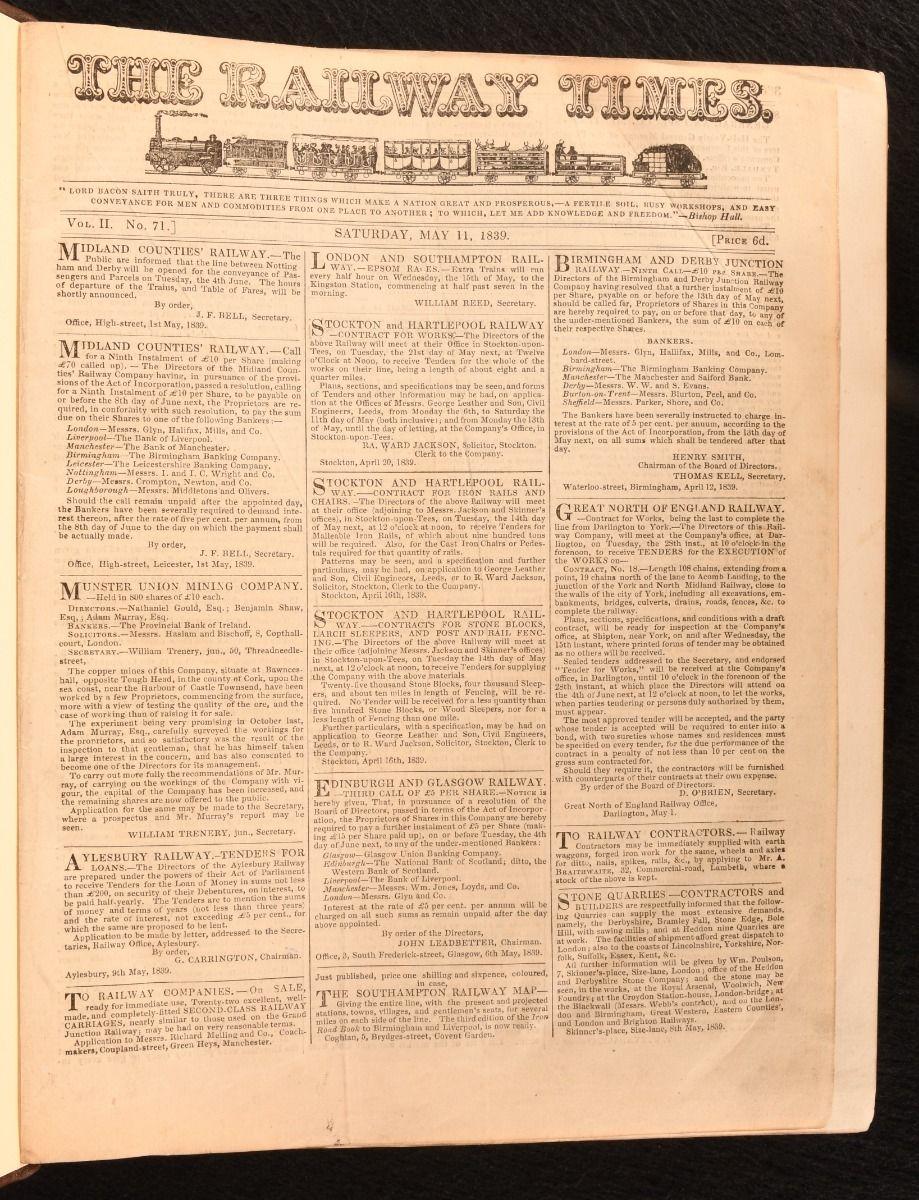 THE RAILWAY TIMES.
"LORD BACON SAITH TRULY, THERE ARE THREE THINGS WHICH MAKE A NATION GREAT AND PROSPEROUS,—A FERTILE SOIL, BUSY WORKSHOPS, AND EASY
CONVEYANCE FOR MEN AND COMMODITIES FROM ONE PLACE TO ANOTHER; TO WHICH, LET ME ADD KNOWLEDGE AND FREEDOM."—Bishop Hall.
VOL. II. No. 71.]
SATURDAY, MAY 11, 1839.
[PRICE 6d.
MIDLAND COUNTIES' RAILWAY.—The
Public are informed that the line between Notting
ham and Derby will be opened for the conveyance of Pas-
sengers and Parcels on Tuesday, the 4th June. The hours
of departure of the Trains, and Table of Fares, will be
shortly announced.
By order,
J. F. BELL, Secretary.
Office, High-street, 1st May, 1839.
MIDLAND COUNTIES' RAILWAY.—Call
for a Ninth Instalment of £10 per Share (making
£70 called up).—The Directors of the Midland Coun-
ties' Railway Company having, in pursuance of the provi-
sions of the Act of Incorporation, passed a resolution, calling
for a Ninth Instalment of £10 per Share, to be payable on
or before the 8th day of June next, the Proprietors are re-
quired, in conformity with such resolution, to pay the sum
due on their Shares to one of the following Bankers:—
London—Messrs. Glyn, Halifax, Mills, and Co.
Liverpool—The Bank of Liverpool.
Manchester—The Bank of Manchester.
Birmingham—The Birmingham Banking Company.
Leicester—The Leicestershire Banking Company.
Nottingham—Messrs. I. and I. C. Wright and Co.
Derby—Messrs. Crompton, Newton, and Co.
Loughborough—Messrs. Middletons and Olivers.
Should the call remain unpaid after the appointed day,
the Bankers have been severally required to demand inte-
rest thereon, after the rate of five per cent. per annum, from
the 8th day of June to the day on which the payment shall
be actually made.
By order,
J. F. BELL, Secretary.
Office, High-street, Leicester, 1st May, 1839.
MUNSTER UNION MINING COMPANY.
—Held in 800 shares of £10 each.
DIRECTORS.—Nathaniel Gould, Esq.; Benjamin Shaw,
Esq.; Adam Murray, Esq.
BANKERS.—The Provincial Bank of Ireland.
SOLICITORS.—Messrs. Haslam and Bischoff, 8, Copthall-
court, London.
SECRETARY.—William Trenery, jun., 50, Threadneedle-
street,
The copper mines of this Company, situate at Bawnces-
hall, opposite Tough Head, in the county of Cork, upon the
sea coast, near the Harbour of Castle Townsend, have been
worked by a few Proprietors, commencing from the surface,
more with a view of testing the quality of the ore, and the
case of working than of raising it for sale.
The experiment being very promising in October last,
Adam Murray, Esq., carefully surveyed the workings for
the proprietors, and so satisfactory was the result of the
inspection to that gentleman, that he has himself taken
a large interest in the concern, and has also consented to
become one of the Directors for its management.
To carry out more fully the recommendations of Mr. Mur-
ray, of carrying on the workings of the Company with vi-
gour, the capital of the Company has been increased, and
the remaining shares are now offered to the public.
Application for the same may be made to the Secretary,
where a prospectus and Mr. Murray's report may be
seen.
WILLIAM TRENERY, jun., Secretary.
AYLESBURY RAILWAY.—TENDERS FOR
LOANS.—The Directors of the Aylesbury Railway
are prepared under the powers of their Act of Parliament
to receive Tenders for the Loan of Money in sums not less
than £200, on security of their Debentures, on interest, to
be paid half-yearly. The Tenders are to mention the sums
of money and terms of years (not less than three years)
and the rate of interest, not exceeding £5 per cent., for
which the same are proposed to be lent.
Application to be made by letter, addressed to the Secre-
taries, Railway Office, Aylesbury.
By order,
G. CARRINGTON, Chairman.
Aylesbury, 9th May, 1839.
TO RAILWAY COMPANIES.—On SALE,
ready for immediate use, Twenty-two excellent, well-
made, and completely-fitted SECOND-CLASS RAILWAY
CARRIAGES, nearly similar to those used on the Grand
Junction Railway; may be had on very reasonable terms.
Application to Messrs. Richard Melling and Co., Coach-
makers, Coupland-street, Green Heys, Manchester.
LONDON AND SOUTHAMPTON RAIL-
WAY.—EPSOM RACES.—Extra Trains will run
every half hour on Wednesday, the 15th of May, to the
Kingston Station, commencing at half past seven in the
morning.
WILLIAM REED, Secretary.
STOCKTON and HARTLEPOOL RAILWAY
—CONTRACT FOR WORKS.—The Directors of the
above Railway will meet at their Office in Stockton-upon-
Tees, on Tuesday, the 21st day of May next, at Twelve
O'Clock at Noon, to receive Tenders for the whole of the
works on their line, being a length of about eight and a
quarter miles.
Plans, sections, and specifications may be seen, and forms
of Tenders and other information may be had, on applica-
tion at the Offices of Messrs. George Leather and Son, Civil
Engineers, Leeds, from Monday the 6th, to Saturday the
11th day of May (both inclusive; and from Monday the 13th
of May, until the day of letting, at the Company's Office, in
Stockton-upon-Tees.
RA. WARD JACKSON, Solicitor, Stockton.
Clerk to the Company.
Stockton, April 20, 1839.
STOCKTON AND HARTLEPOOL RAIL-
WAY.—CONTRACT FOR IRON RAILS AND
CHAIRS.—The Directors of the above Railway will meet
at their office (adjoining to Messrs. Jackson and Skinner's
offices), in Stockton-upon-Tees, on Tuesday, the 14th day
of May next, at 12 o'clock at noon, to receive Tenders for
Malleable Iron Rails, of which about nine hundred tons
will be required. Also, for the Cast Iron Chairs or Pedes-
tals required for that quantity of rails.
Patterns may be seen, and a specification and further
particulars, may be had, on application to George Leather
and Son, Civil Engineers, Leeds, or to R. Ward Jackson,
Solicitor, Stockton, Clerk to the Company.
Stockton, April 16th, 1839.
STOCKTON AND HARTLEPOOL RAIL-
WAY.—CONTRACTS FOR STONE BLOCKS,
LARCH SLEEPERS, AND POST AND RAIL FENC-
ING.—The Directors of the above Railway will meet at
their office (adjoining Messrs. Jackson and Skinner's offices)
in Stockton-upon-Tees, on Tuesday the 14th day of May
next, at 12 o'clock at noon, to receive Tenders for supplying
the Company with the above materials.
Twenty-five thousand Stone Blocks, four thousand Sleep-
ers, and about ten miles in length of Fencing, will be re-
quired. No Tender will be received for a less quantity than
five hundred Stone Blocks, or Wood Sleepers, nor for a
less length of Fencing than one mile.
Further particulars, with a specification, may be had on
application to George Leather and Son, Civil Engineers,
Leeds, or to R. Ward Jackson, Solicitor, Stockton, Clerk to
the Company.
Stockton, April 16th, 1839.
EDINBURGH AND GLASGOW RAILWAY.
—THIRD CALL OF £5 PER SHARE.—NOTICE is
hereby given, That, in pursuance of a resolution of the
Board of Directors, passed in terms of the Act of Incorpor-
ation, the Proprietors of Shares in this Company are hereby
required to pay a further instalment of £5 per Share (mak-
ing £15 per Share paid up), on or before Tuesday, the 4th
day of June next, to any of the under-mentioned Bankers:
Glasgow—Glasgow Union Banking Company.
Edinburgh—The National Bank of Scotland; ditto, the
Western Bank of Scotland.
Liverpool—The Bank of Liverpool.
Manchester—Messrs. Wm. Jones, Loyds, and Co.
London—Messrs. Glyn and Co.
Interest at the rate of £5 per cent. per annum will be
charged on all such sums as remain unpaid after the day
above appointed.
By order of the Directors,
JOHN LEADBETTER, Chairman.
Office, 3, South Frederick-street, Glasgow, 6th May, 1839.
Just published, price one shilling and sixpence, coloured,
in case,
THE SOUTHAMPTON RAILWAY MAP—
Giving the entire line, with the present and projected
stations, towns, villages, and gentlemen's seats, for several
miles on each side of the line. The third edition of the Iron
Road Book to Birmingham and Liverpool, is now ready.
Coghlan, 5, Brydges-street, Covent Garden.
BIRMINGHAM AND DERBY JUNCTION
RAILWAY—NINTH CALL—£10 PER SHARE.—The
Directors of the Birmingham and Derby Junction Railway
Company having resolved that a further instalment of £10
per Share, payable on or before the 13th day of May next,
should be called for, Proprietors of Shares in this Company
are hereby required to pay, on or before that day, to any of
the under-mentioned Bankers, the sum of £10 on each of
their respective Shares.
BANKERS.
London—Messrs. Glyn, Hallifax, Mills, and Co., Lom-
bard-street.
Birmingham—The Birmingham Banking Company.
Manchester—The Manchester and Salford Bank.
Derby—Messrs. W. W. and S. Evans.
Burton-on-Trent—Messrs. Blurton, Peel, and Co.
Sheffield—Messrs. Parker, Shore, and Co.
The Bankers have been severally instructed to charge in-
terest at the rate of 5 per cent. per annum, according to the
provisions of the Act of Incorporation, from the 13th day of
May next, on all sums which shall be tendered after that
day.
HENRY SMITH,
Chairman of the Board of Directors.
THOMAS KELL, Secretary.
Waterloo-street, Birmingham, April 12, 1839.
GREAT NORTH OF ENGLAND RAILWAY.
—Contract for Works, being the last to complete the
line from Darlington to York.—The Directors of this Rail-
way Company, will meet at the Company's office, at Dar-
lington, on Tuesday, the 28th inst., at 10 o'clock in the
forenoon, to receive TENDERS for the EXECUTION of
the WORKS on—
CONTRACT, No. 18.—Length 108 chains, extending from a
point, 19 chains north of the lane to Acomb Landing, to the
junction of the York and North Midland Railway, close to
the walls of the city of York, including all excavations, em-
bankments, bridges, culverts, drains, roads, fences, &c. to
complete the railway.
Plans, sections, specifications, and conditions with a draft
contract, will be ready for inspection at the Company's
office, at Shipton, near York, on and after Wednesday, the
15th instant, where printed forms of tender may be obtained
as no others will be received.
Sealed tenders addressed to the Secretary, and endorsed
"Tender for Works," will be received at the Company's
office, in Darlington, until 10 o'clock in the forenoon of the
28th instant, at which place the Directors will attend on
the 4th of June next, at 12 o'clock at noon, to let the works,
when parties tendering or persons duly authorized by them,
must appear.
The most approved tender will be accepted, and the party
whose tender is accepted will be required to enter into a
bond, with two sureties whose names and residences must
be specified on every tender, for the due performance of the
contract in a penalty of not less than 10 per cent on the
gross sum contracted for.
Should they require it, the contractors will be furnished
with counterparts of their contracts at their own expense.
By order of the Board of Directors.
D. O'BRIEN, Secretary.
Great North of England Railway Office,
Darlington, May 1.
TO RAILWAY CONTRACTORS.—Railway
Contractors may be immediately supplied with earth
waggons, forged iron work for the same, wheels and axles
for ditto, nails, spikes, rails, &c., by applying to Mr. A.
BRAITHWAITE, 32, Commercial-road, Lambeth, where a
stock of the above is kept.
STONE QUARRIES—CONTRACTORS and
BUILDERS are respectfully informed that the follow-
ing Quarries can supply the most extensive demands,
namely, the Derbyshire, Bramley Fall, Stone Edge, Bole
Hill, with sawing mills; and at Heddon nine Quarries are
at work. The facilities of shipment afford great dispatch to
London; also to the coasts of Lincolnshire, Yorkshire, Nor-
folk, Suffolk, Essex, Kent, &c.
All further information will be given by Wm. Poulson,
7, Skinner's-place, Size-lane, London; office of the Heddon
and Derbyshire Stone Company; and the stone may be
seen, in the works, at the Royal Arsenal, Woolwich, New
Foundry; at the Croydon Station-house, London-bridge; at
the Blackwall (Messrs. Webb's contract), and on the Lon-
don and Birmingham, Great Western, Eastern Counties',
and London and Brighton Railways.
Skinner's-place, Size-lane, 8th May, 1839.